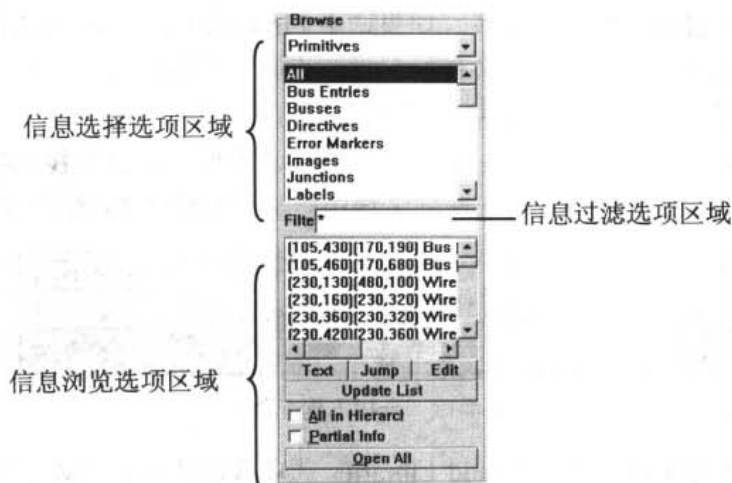 Browse
Primitives
All
Bus Entries
Busses
Directives
Error Markers
Images
Junctions
Labels
信息选择选项区域
Filte *
信息过滤选项区域
(105,430)(170,190) Bus
(105,460)(170,680) Bus
(230,130)(480,100) Wire
(230,160)(230,320) Wire
(230,360)(230,320) Wire
(230,420)(230,360) Wire
信息浏览选项区域
Text Jump Edit
Update List
All in Hierarcl
Partial Info
Open All